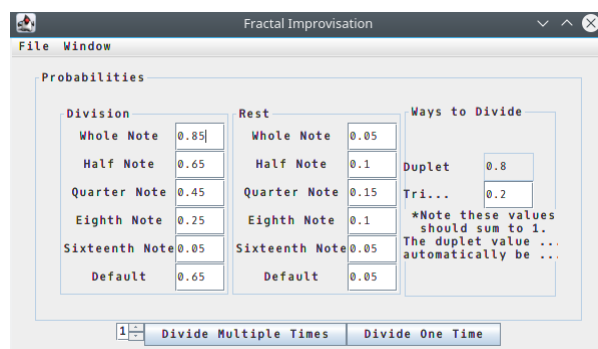 Fractal Improvisation
File Window
Probabilities
Division
Whole Note 0.85
Half Note 0.65
Quarter Note 0.45
Eighth Note 0.25
Sixteenth Note 0.05
Default 0.65
Rest
Whole Note 0.05
Half Note 0.1
Quarter Note 0.15
Eighth Note 0.1
Sixteenth Note 0.05
Default 0.05
Ways to Divide
Duplet 0.8
Tri... 0.2
*Note these values
should sum to 1.
The duplet value ...
automatically be ...
1 Divide Multiple Times Divide One Time